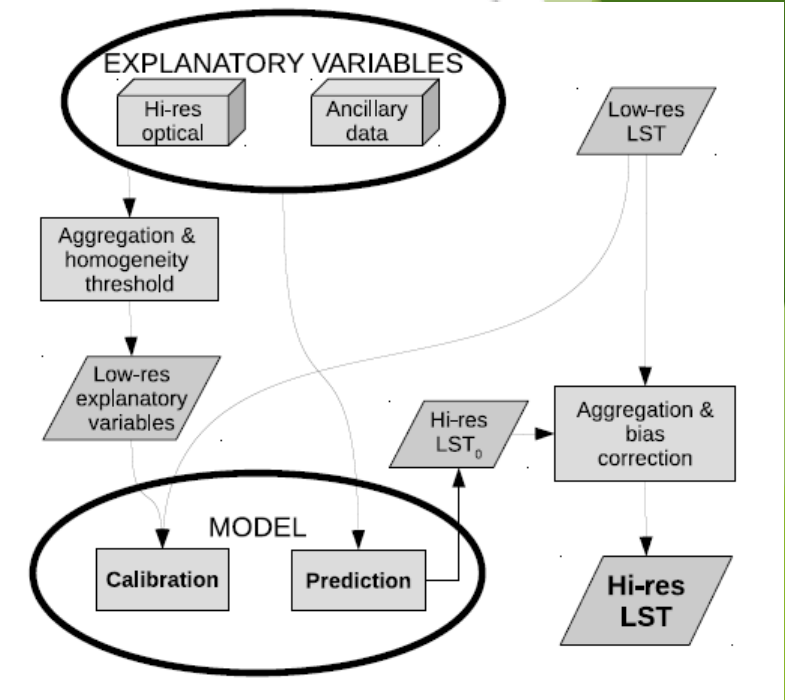 EXPLANATORY VARIABLES
Hi-res
optical
Ancillary
data
Low-res
LST
Aggregation &
homogeneity
threshold
Low-res
explanatory
variables
Hi-res
LST₀
Aggregation &
bias
correction
MODEL
Calibration
Prediction
Hi-res
LST